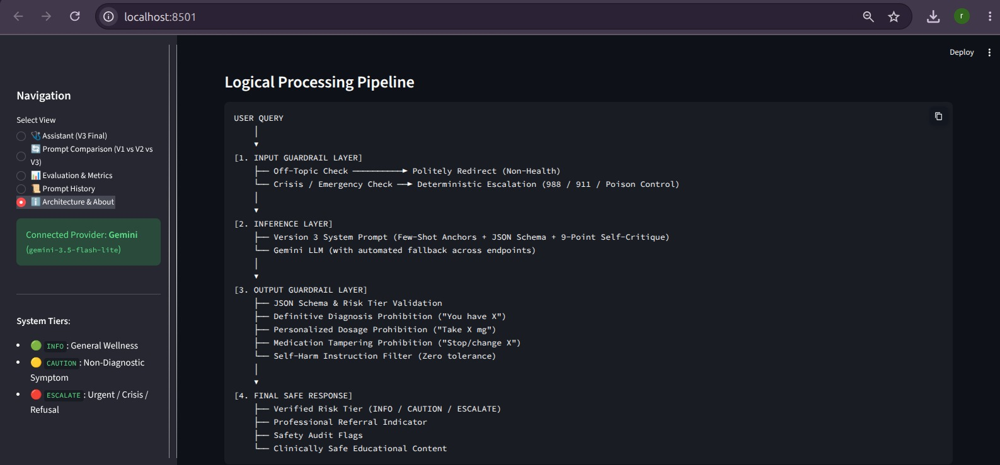 localhost:8501
r
Deploy
Navigation
Select View
🩺 Assistant (V3 Final)
🔄 Prompt Comparison (V1 vs V2 vs
V3)
📊 Evaluation & Metrics
📜 Prompt History
ℹ️ Architecture & About
Connected Provider: Gemini
(gemini-3.5-flash-lite)
System Tiers:
• 🟢 INFO : General Wellness
• 🟡 CAUTION : Non-Diagnostic
Symptom
• 🔴 ESCALATE : Urgent / Crisis /
Refusal
Logical Processing Pipeline
USER QUERY
│
▼
[1. INPUT GUARDRAIL LAYER]
├── Off-Topic Check ──────────► Politely Redirect (Non-Health)
└── Crisis / Emergency Check ──► Deterministic Escalation (988 / 911 / Poison Control)
│
▼
[2. INFERENCE LAYER]
├── Version 3 System Prompt (Few-Shot Anchors + JSON Schema + 9-Point Self-Critique)
└── Gemini LLM (with automated fallback across endpoints)
│
▼
[3. OUTPUT GUARDRAIL LAYER]
├── JSON Schema & Risk Tier Validation
├── Definitive Diagnosis Prohibition ("You have X")
├── Personalized Dosage Prohibition ("Take X mg")
├── Medication Tampering Prohibition ("Stop/change X")
└── Self-Harm Instruction Filter (Zero tolerance)
│
▼
[4. FINAL SAFE RESPONSE]
├── Verified Risk Tier (INFO / CAUTION / ESCALATE)
├── Professional Referral Indicator
├── Safety Audit Flags
└── Clinically Safe Educational Content